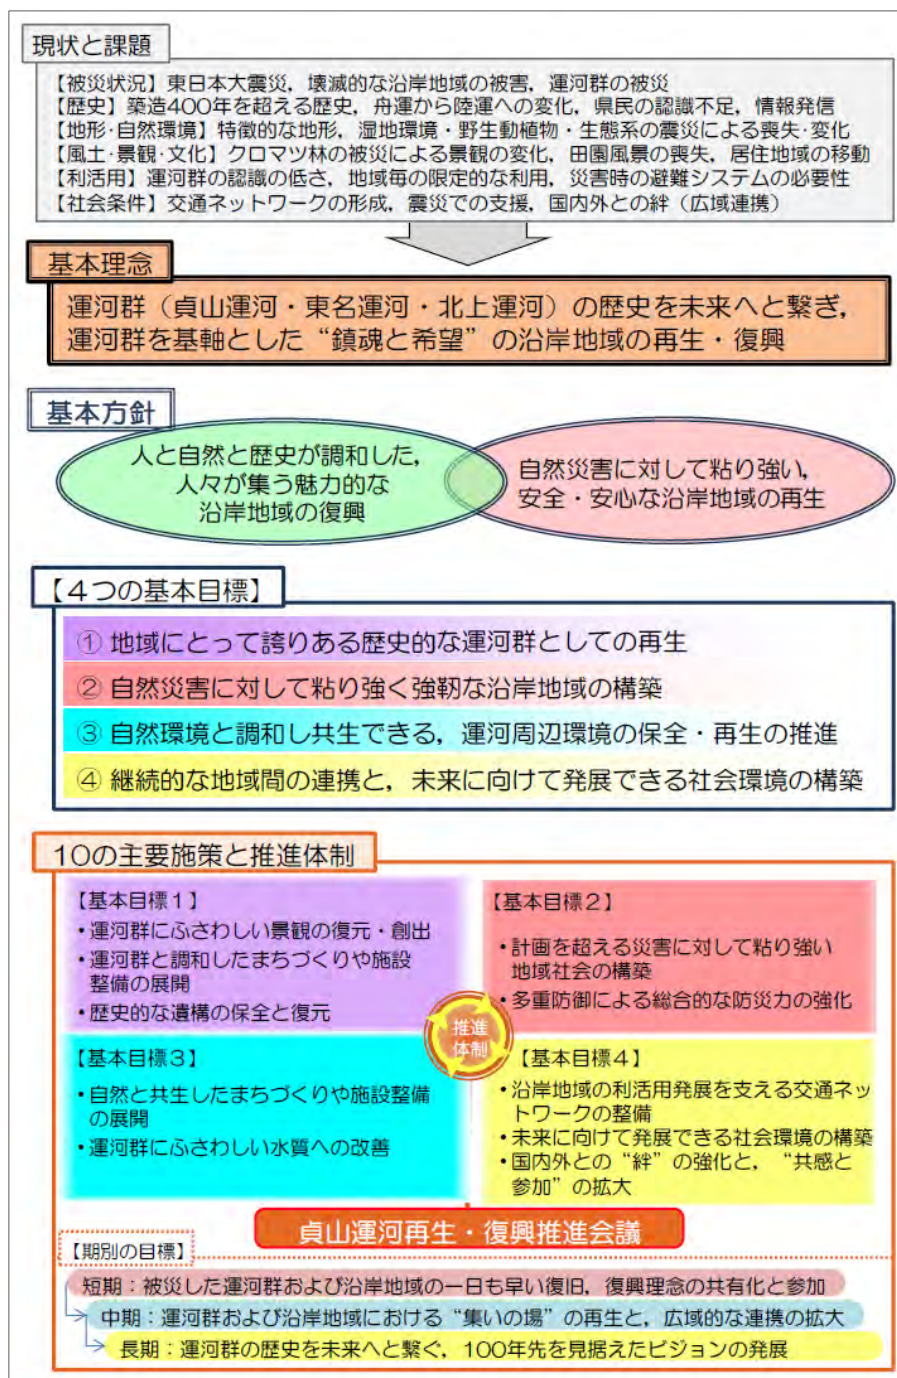 現状と課題
【被災状況】東日本大震災，壊滅的な沿岸地域の被害，運河群の被災
【歴史】築造400年を超える歴史，舟運から陸運への変化，県民の認識不足，情報発信
【地形･自然環境】特徴的な地形，湿地環境・野生動植物・生態系の震災による喪失･変化
【風土・景観・文化】クロマツ林の被災による景観の変化，田園風景の喪失，居住地域の移動
【利活用】運河群の認識の低さ，地域毎の限定的な利用，災害時の避難システムの必要性
【社会条件】交通ネットワークの形成，震災での支援，国内外との絆（広域連携）
基本理念
運河群（貞山運河・東名運河・北上運河）の歴史を未来へと繋ぎ，
運河群を基軸とした“鎮魂と希望”の沿岸地域の再生・復興
基本方針
人と自然と歴史が調和した，
人々が集う魅力的な
沿岸地域の復興
自然災害に対して粘り強い，
安全・安心な沿岸地域の再生
【4つの基本目標】
① 地域にとって誇りある歴史的な運河群としての再生
② 自然災害に対して粘り強く強靭な沿岸地域の構築
③ 自然環境と調和し共生できる，運河周辺環境の保全・再生の推進
④ 継続的な地域間の連携と，未来に向けて発展できる社会環境の構築
10の主要施策と推進体制
【基本目標1】
・運河群にふさわしい景観の復元・創出
・運河群と調和したまちづくりや施設
整備の展開
・歴史的な遺構の保全と復元
【基本目標2】
・計画を超える災害に対して粘り強い
地域社会の構築
・多重防御による総合的な防災力の強化
推進
体制
【基本目標3】
・自然と共生したまちづくりや施設整備
の展開
・運河群にふさわしい水質への改善
【基本目標4】
・沿岸地域の利活用発展を支える交通ネッ
トワークの整備
・未来に向けて発展できる社会環境の構築
・国内外との“絆”の強化と，“共感と
参加”の拡大
貞山運河再生・復興推進会議
【期別の目標】
短期：被災した運河群および沿岸地域の一日も早い復旧，復興理念の共有化と参加
中期：運河群および沿岸地域における“集いの場”の再生と，広域的な連携の拡大
長期：運河群の歴史を未来へと繋ぐ，100年先を見据えたビジョンの発展